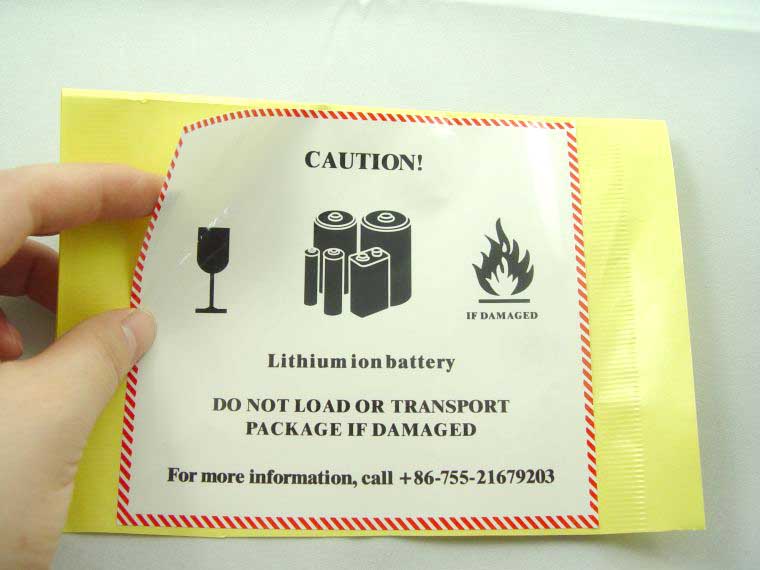 CAUTION!
IF DAMAGED
Lithium ion battery
DO NOT LOAD OR TRANSPORT
PACKAGE IF DAMAGED
For more information, call +86-755-21679203